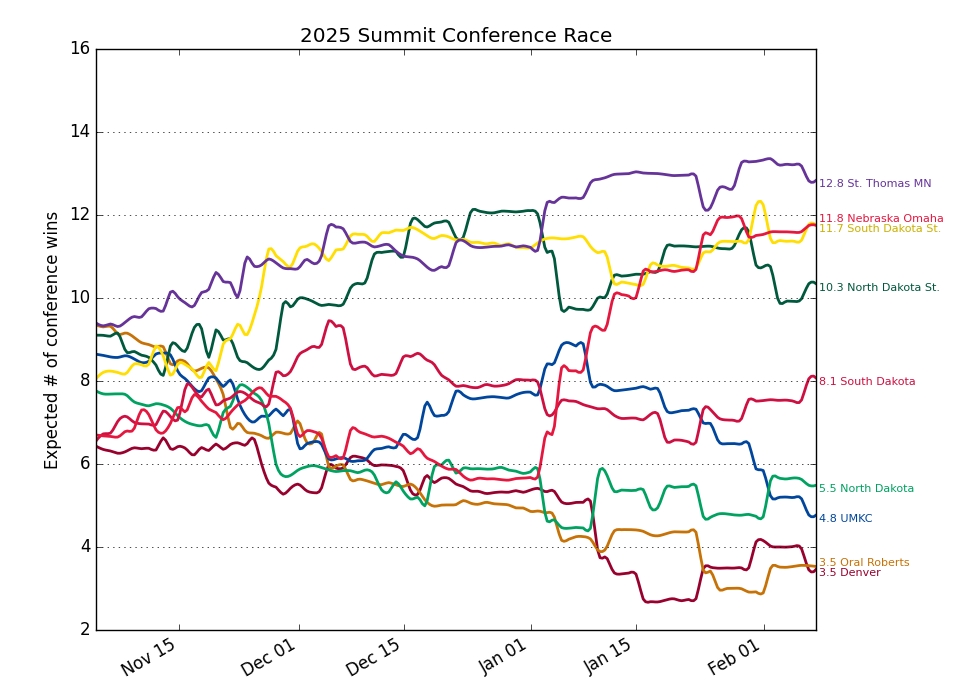 2025 Summit Conference Race
Expected # of conference wins
16
14
12
10
8
6
4
2
Nov 15
Dec 01
Dec 15
Jan 01
Jan 15
Feb 01
12.8 St. Thomas MN
11.8 Nebraska Omaha
11.7 South Dakota St.
10.3 North Dakota St.
8.1 South Dakota
5.5 North Dakota
4.8 UMKC
3.5 Oral Roberts
3.5 Denver